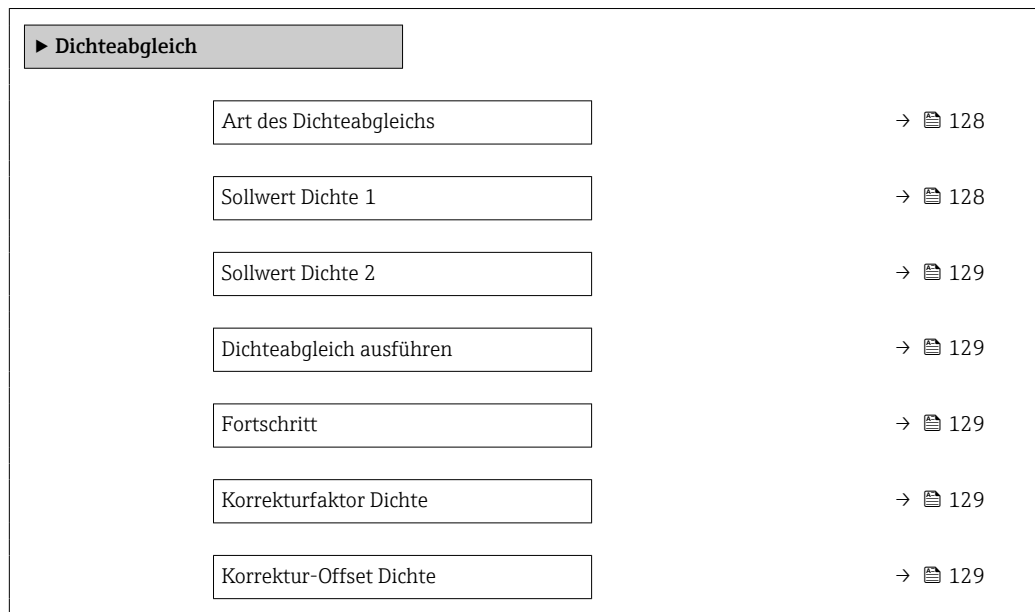 ► Dichteabgleich
Art des Dichteabgleichs → 128
Sollwert Dichte 1 → 128
Sollwert Dichte 2 → 129
Dichteabgleich ausführen → 129
Fortschritt → 129
Korrekturfaktor Dichte → 129
Korrektur-Offset Dichte → 129